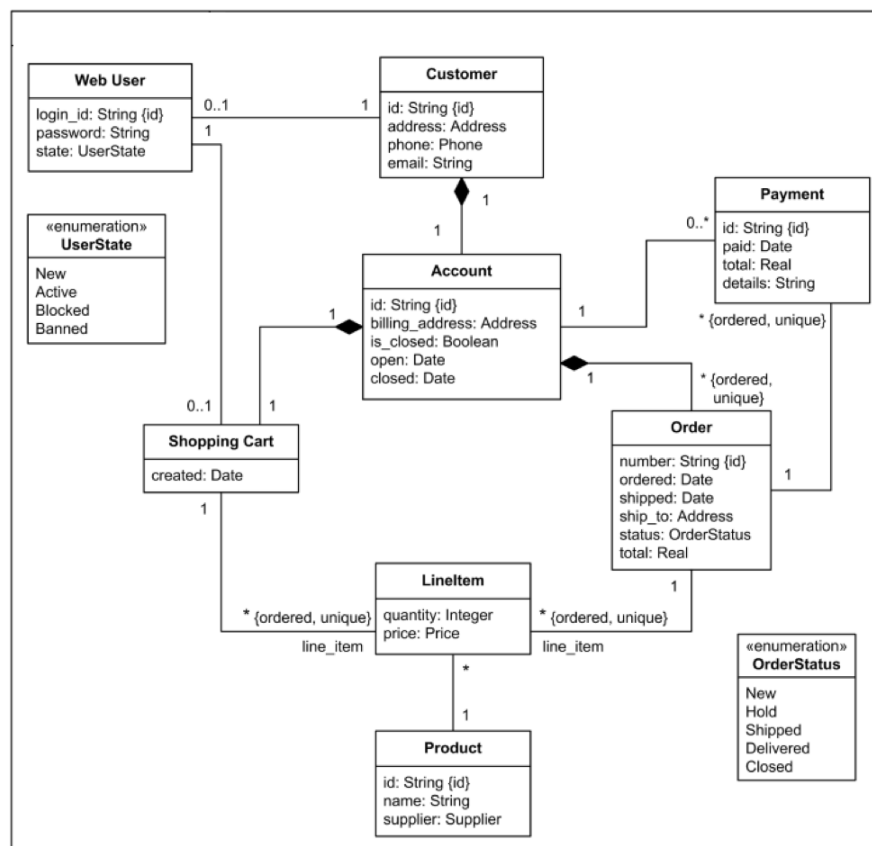 Web User
login_id: String {id}
password: String
state: UserState
0..1
1
1
Customer
id: String {id}
address: Address
phone: Phone
email: String
1
1
«enumeration»
UserState
New
Active
Blocked
Banned
Account
id: String {id}
billing_address: Address
is_closed: Boolean
open: Date
closed: Date
1
1
0..*
Payment
id: String {id}
paid: Date
total: Real
details: String
* {ordered, unique}
1
* {ordered,
unique}
0..1
1
Shopping Cart
created: Date
1
Order
number: String {id}
ordered: Date
shipped: Date
ship_to: Address
status: OrderStatus
total: Real
1
1
LineItem
quantity: Integer
price: Price
* {ordered, unique}
line_item
* {ordered, unique}
line_item
*
1
Product
id: String {id}
name: String
supplier: Supplier
«enumeration»
OrderStatus
New
Hold
Shipped
Delivered
Closed